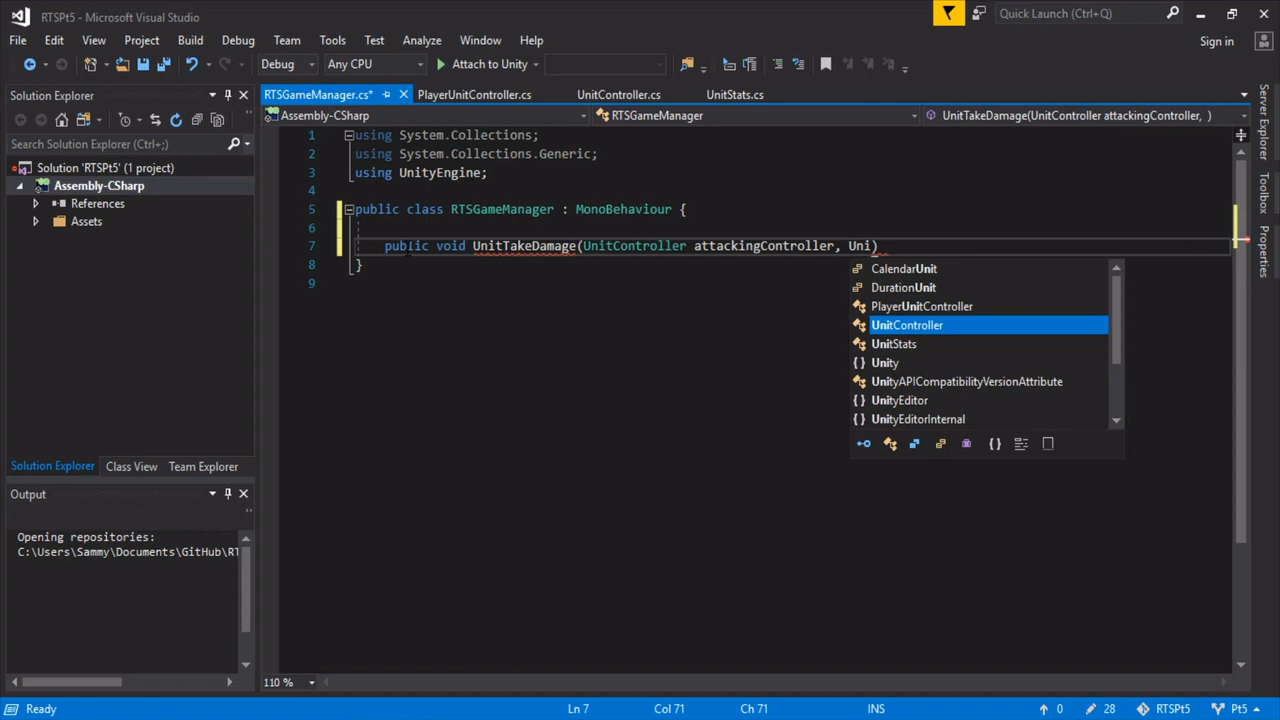 RTSPt5 - Microsoft Visual Studio
Quick Launch (Ctrl+Q)
File Edit View Project Build Debug Team Tools Test Analyze Window Help
Sign in
Debug Any CPU Attach to Unity
Solution Explorer
RTSGameManager.cs* PlayerUnitController.cs UnitController.cs UnitStats.cs
Assembly-CSharp RTSGameManager UnitTakeDamage(UnitController attackingController, )
Search Solution Explorer (Ctrl+;)
Solution 'RTSPt5' (1 project)
Assembly-CSharp
References
Assets
1 using System.Collections;
2 using System.Collections.Generic;
3 using UnityEngine;
4
5 public class RTSGameManager : MonoBehaviour {
6
7 public void UnitTakeDamage(UnitController attackingController, Uni)
8 }
9
CalendarUnit
DurationUnit
PlayerUnitController
UnitController
UnitStats
{ } Unity
UnityAPICompatibilityVersionAttribute
{ } UnityEditor
{ } UnityEditorInternal
{ }
Server Explorer
Toolbox
Properties
Solution Explorer Class View Team Explorer
Output
Opening repositories:
C:\Users\Sammy\Documents\GitHub\RT
110 %
Ready Ln 7 Col 71 Ch 71 INS 0 28 RTSPt5 Pt5